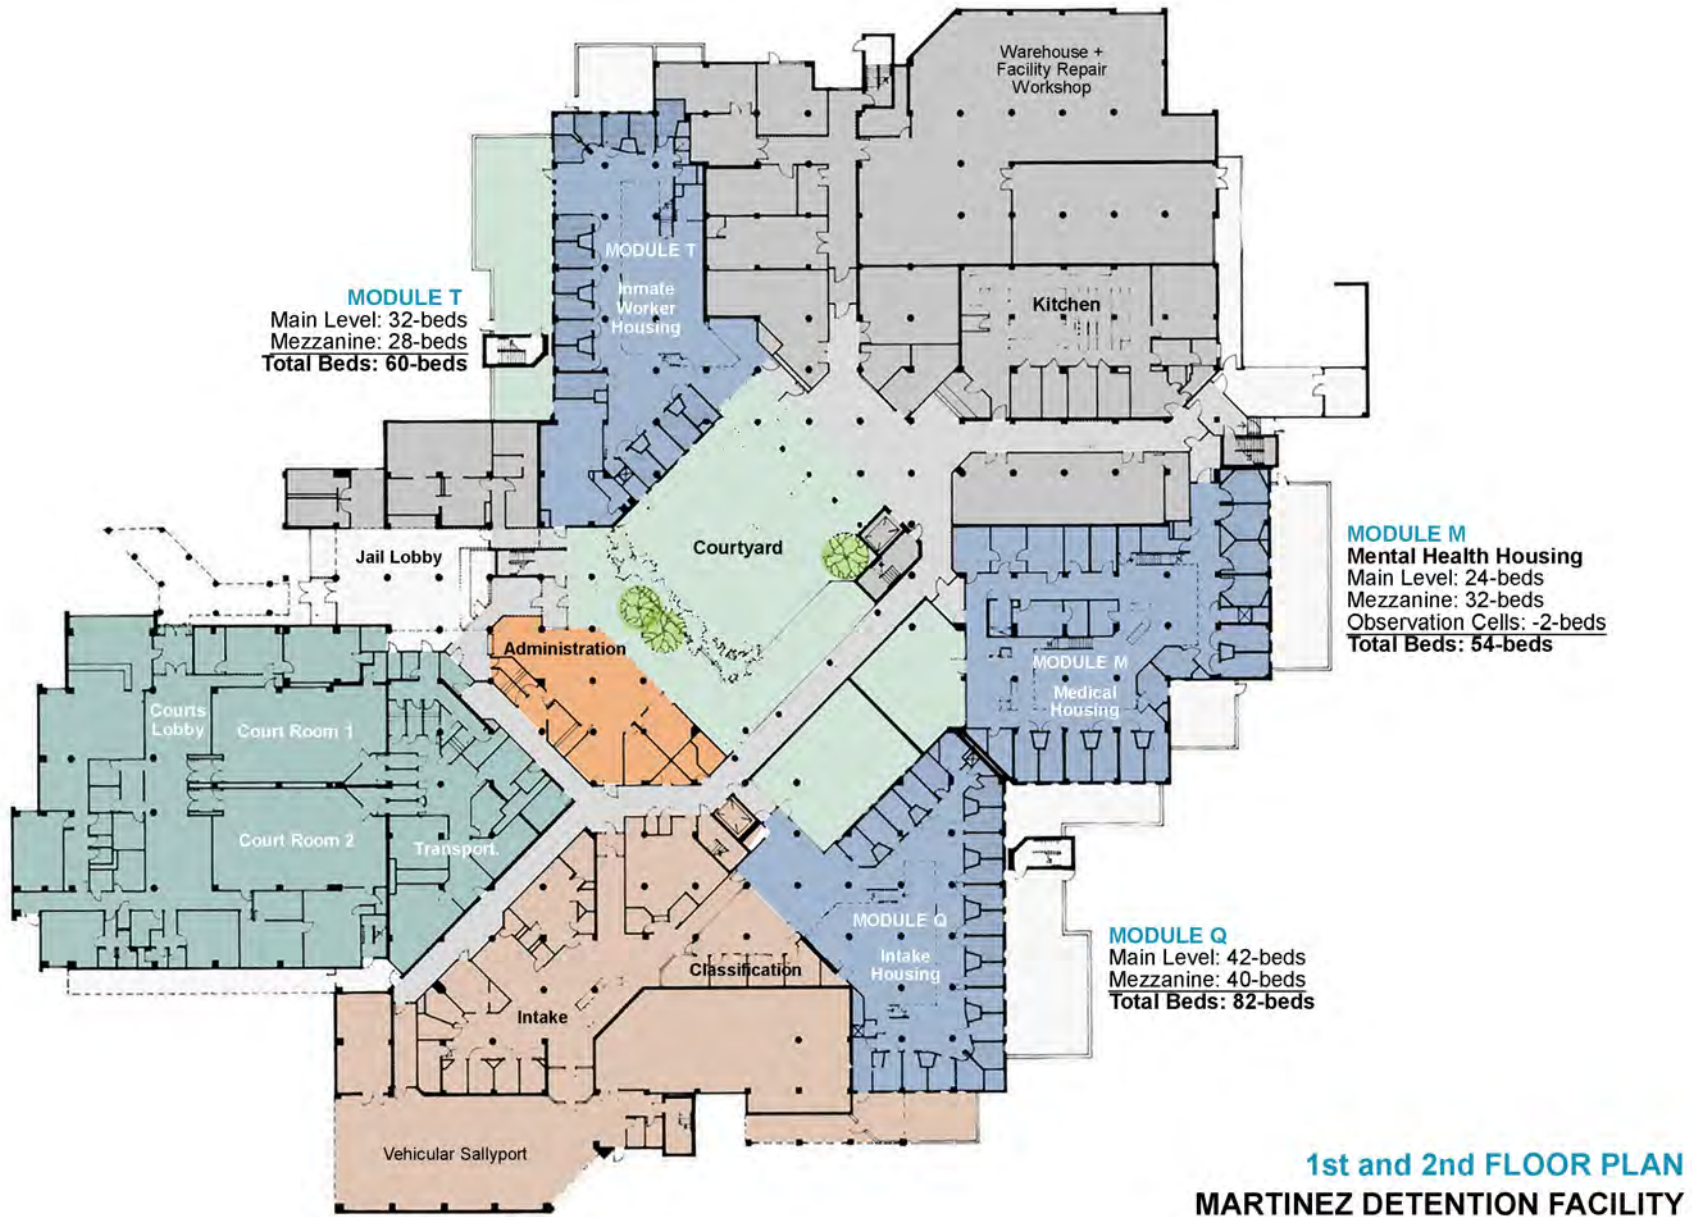 Warehouse +
Facility Repair
Workshop
MODULE T
Inmate
Worker
Housing
MODULE T
Main Level: 32-beds
Mezzanine: 28-beds
Total Beds: 60-beds
Kitchen
Courtyard
Jail Lobby
MODULE M
Mental Health Housing
Main Level: 24-beds
Mezzanine: 32-beds
Observation Cells: -2-beds
Total Beds: 54-beds
Administration
MODULE M
Medical
Housing
Courts
Lobby
Court Room 1
Court Room 2
Transport.
MODULE Q
Intake
Housing
MODULE Q
Main Level: 42-beds
Mezzanine: 40-beds
Total Beds: 82-beds
Classification
Intake
Vehicular Sallyport
1st and 2nd FLOOR PLAN
MARTINEZ DETENTION FACILITY